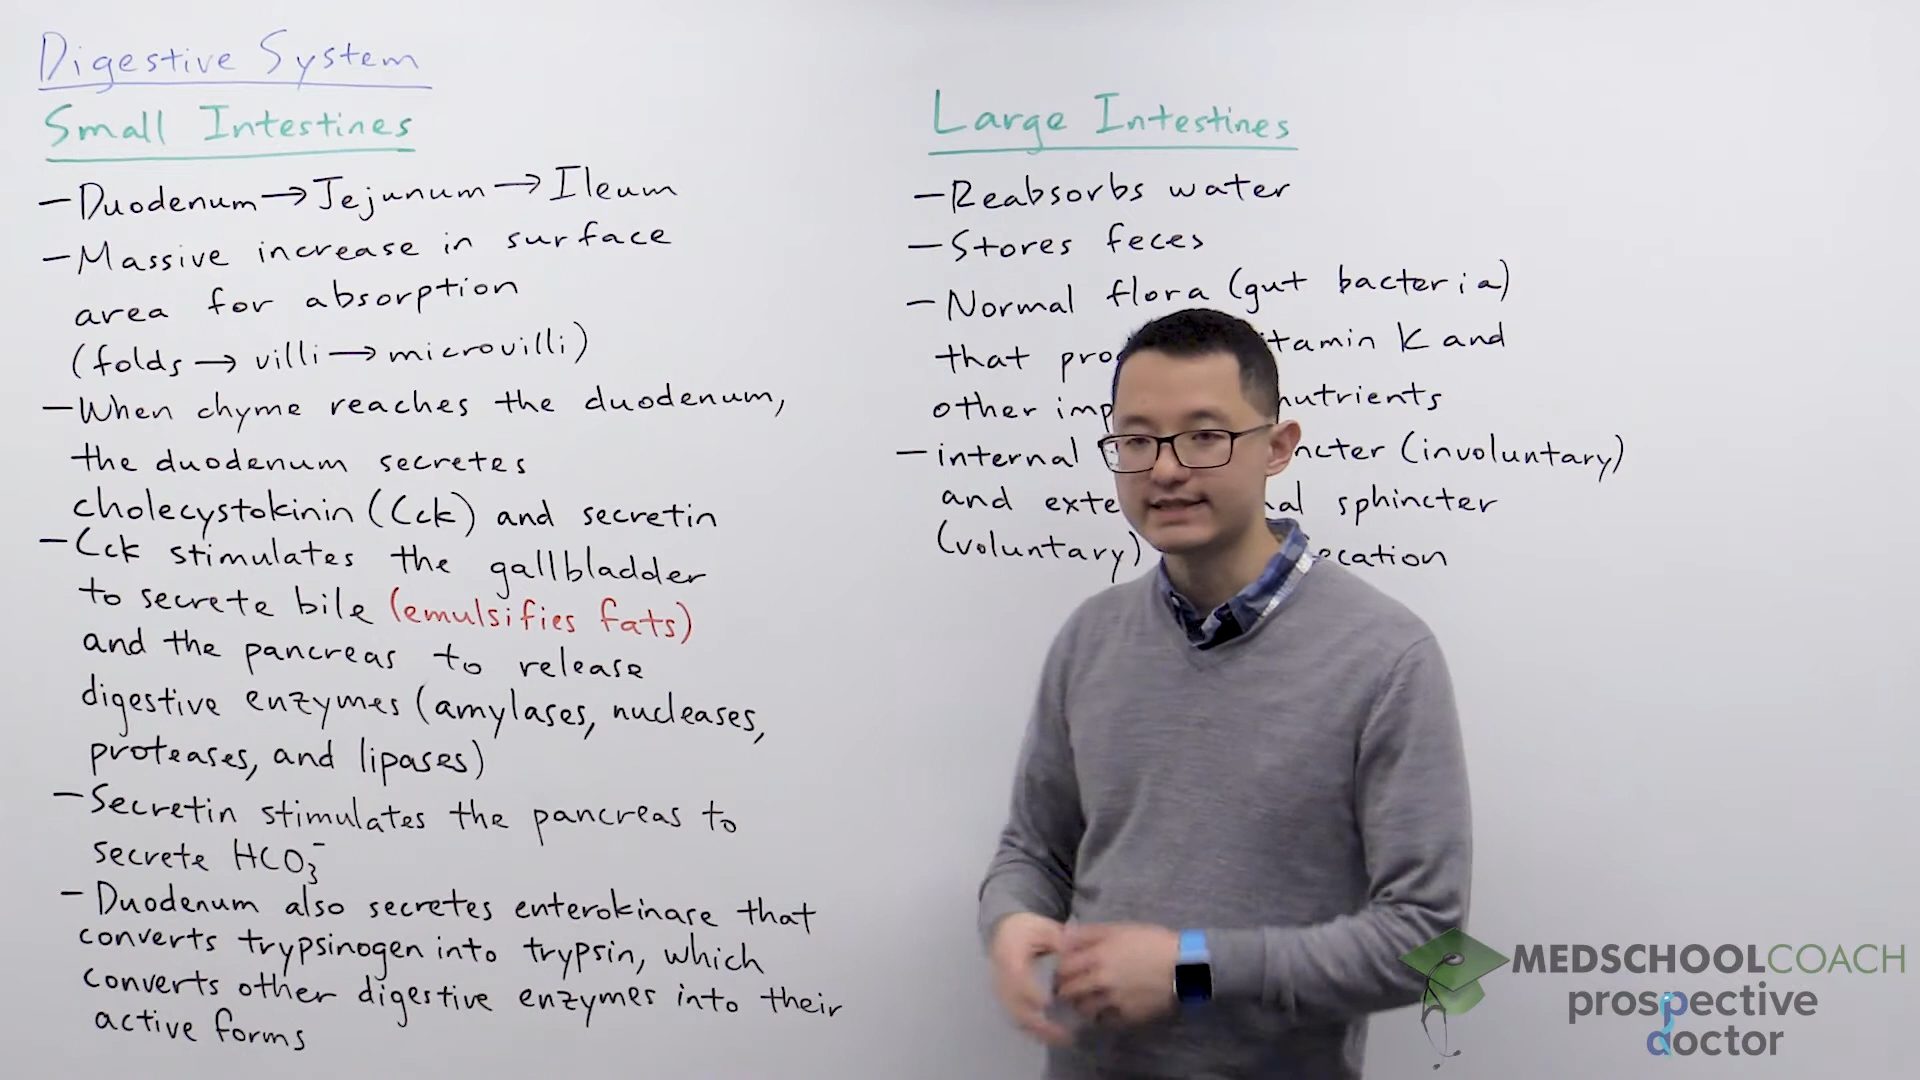 Digestive System
Small Intestines
— Duodenum → Jejunum → Ileum
— Massive increase in surface
area for absorption
(folds → villi → microvilli)
— When chyme reaches the duodenum,
the duodenum secretes
cholecystokinin (Cck) and secretin
— Cck stimulates the gallbladder
to secrete bile (emulsifies fats)
and the pancreas to release
digestive enzymes (amylases, nucleases,
proteases, and lipases)
— Secretin stimulates the pancreas to
secrete HCO₃⁻
— Duodenum also secretes enterokinase that
converts trypsinogen into trypsin, which
converts other digestive enzymes into their
active forms
Large Intestines
— Reabsorbs water
— Stores feces
— Normal flora (gut bacteria)
that K and
other nutrients
— internal (involuntary)
and sphincter
(voluntary)
MEDSCHOOLCOACH
prospective
doctor